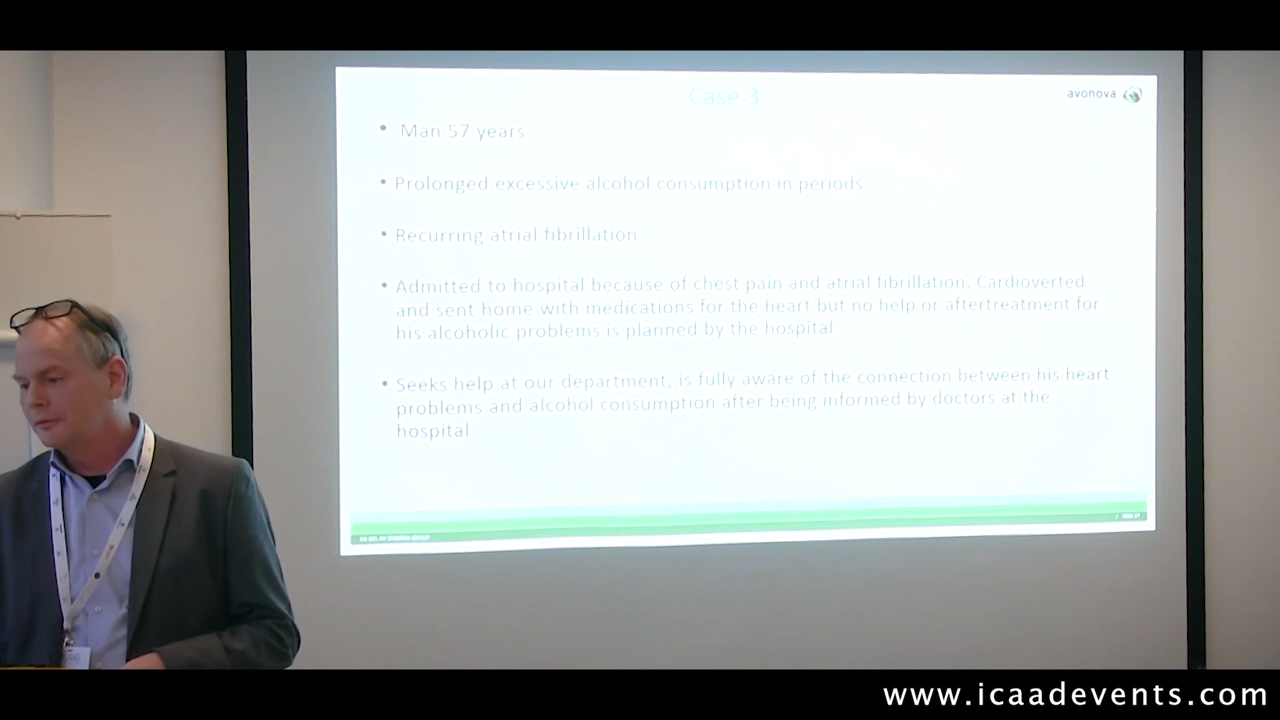 Case 3
avonova
• Man 57 years
• Prolonged excessive alcohol consumption in periods
• Recurring atrial fibrillation
• Admitted to hospital because of chest pain and atrial fibrillation. Cardioverted
and sent home with medications for the heart but no help or aftertreatment for
his alcoholic problems is planned by the hospital
• Seeks help at our department, is fully aware of the connection between his heart
problems and alcohol consumption after being informed by doctors at the
hospital
www.icaadevents.com